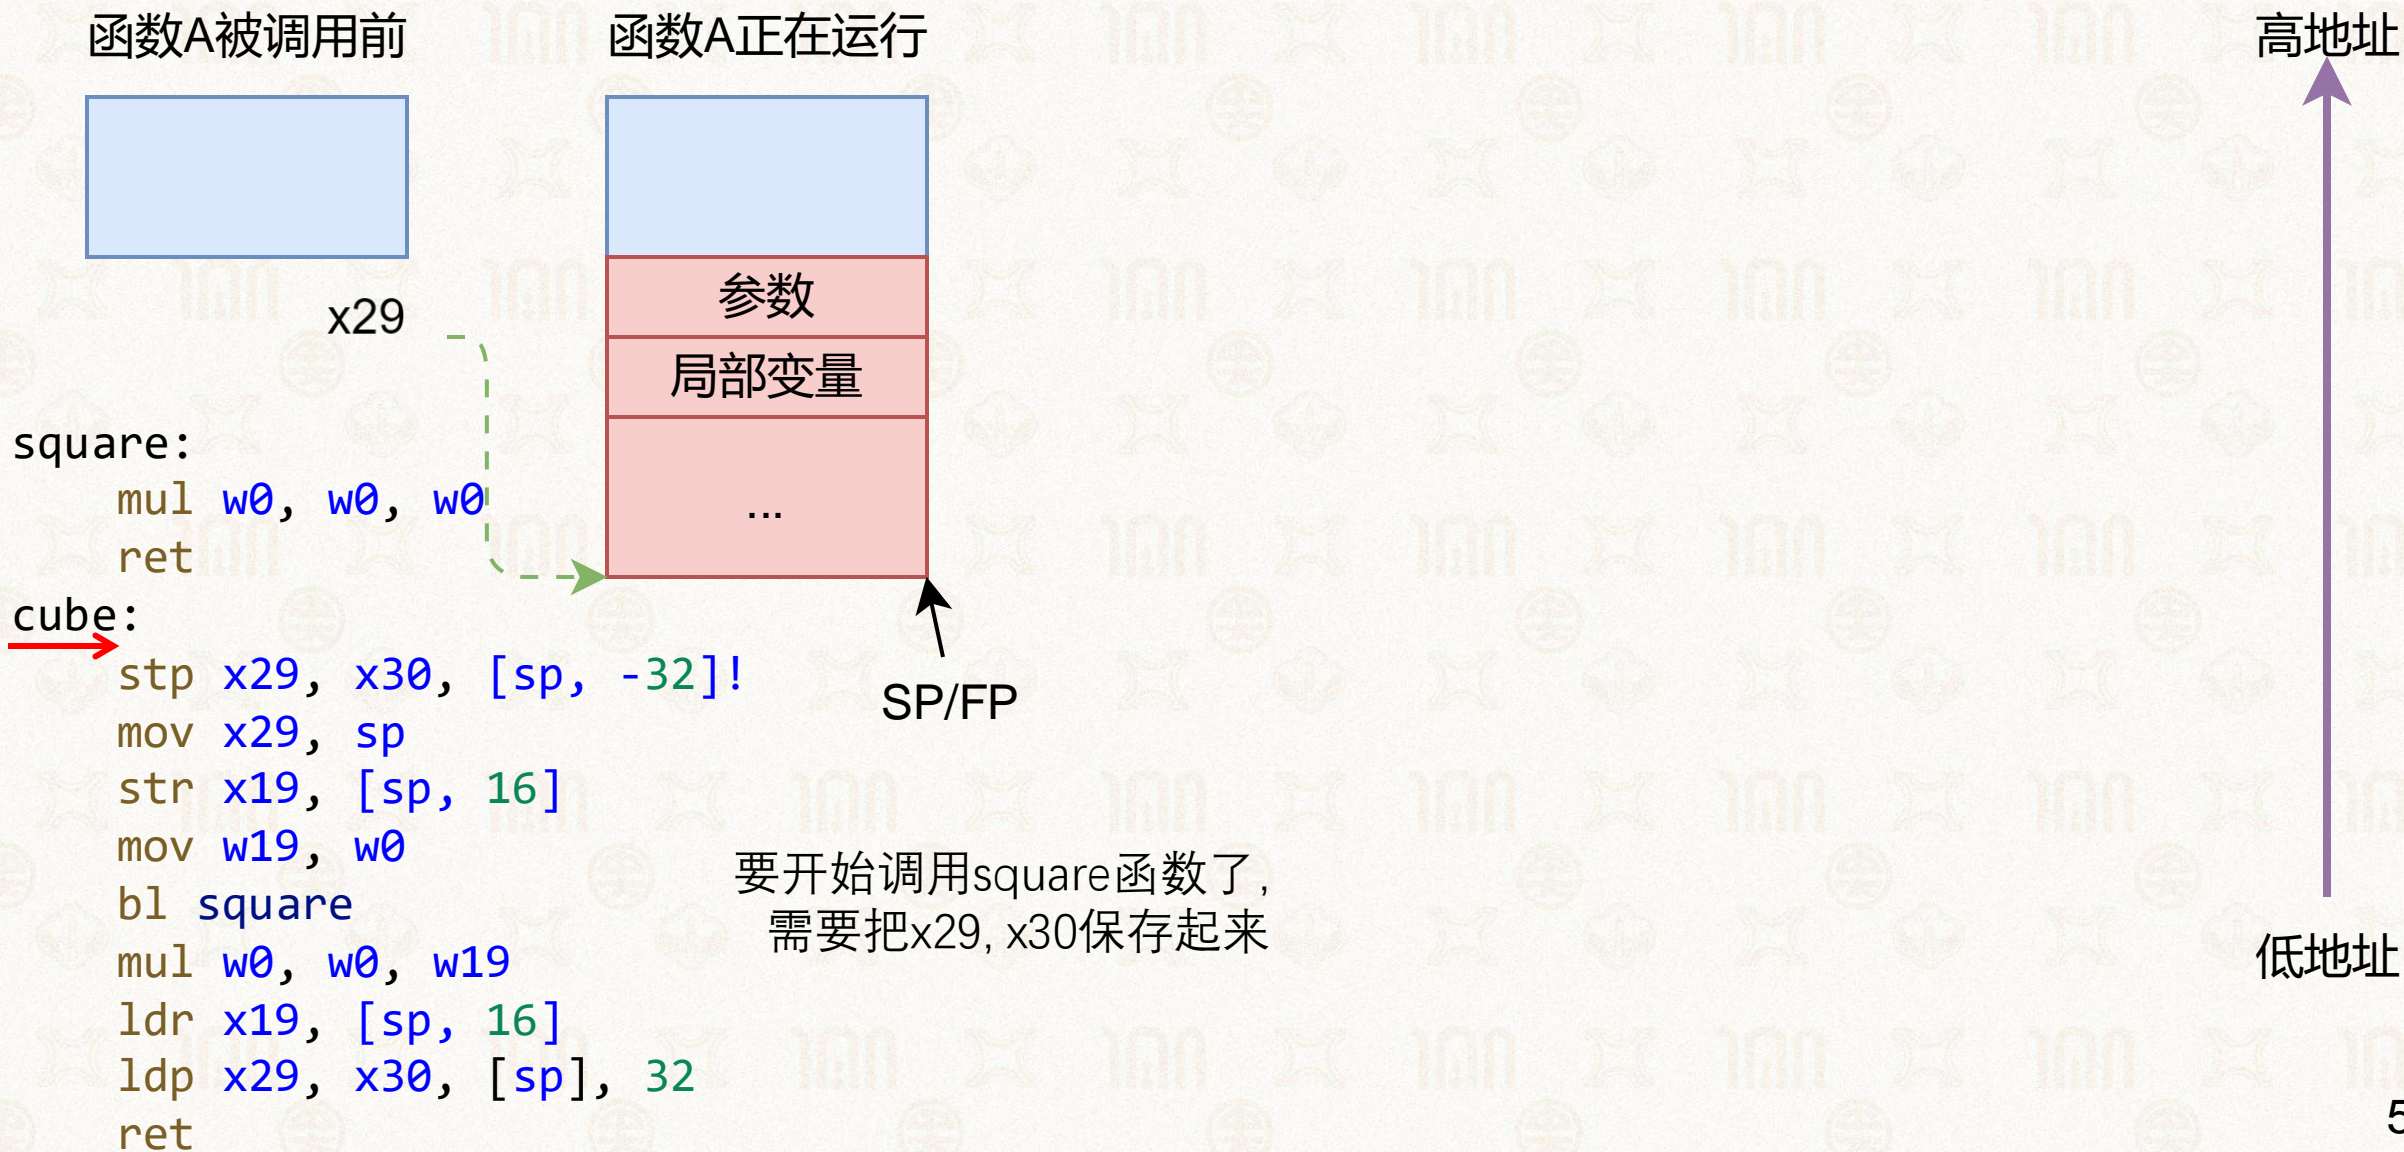 函数A被调用前
函数A正在运行
高地址
参数
x29
局部变量
...
square:
mul w0, w0, w0
ret
cube:
stp x29, x30, [sp, -32]!
mov x29, sp
str x19, [sp, 16]
mov w19, w0
bl square
mul w0, w0, w19
ldr x19, [sp, 16]
ldp x29, x30, [sp], 32
ret
SP/FP
要开始调用square函数了,
需要把x29, x30保存起来
低地址